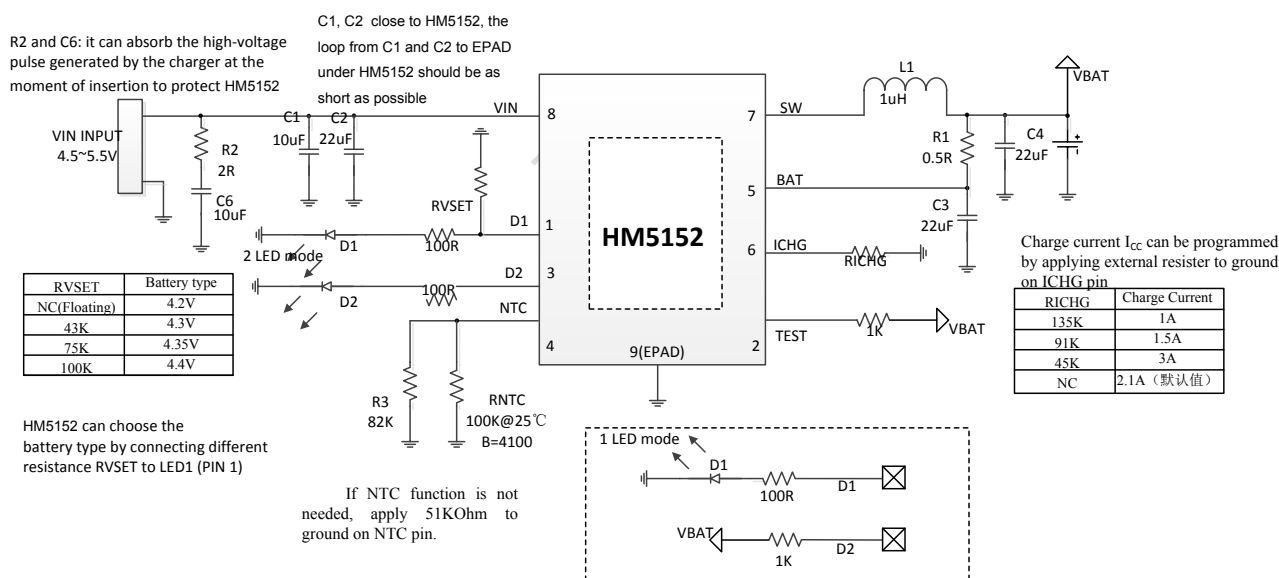 R2 and C6: it can absorb the high-voltage
pulse generated by the charger at the
moment of insertion to protect HM5152
C1, C2 close to HM5152, the
loop from C1 and C2 to EPAD
under HM5152 should be as
short as possible
VIN INPUT
4.5~5.5V
R2
2R
C6
10uF
C1
10uF
C2
22uF
VIN
8
RVSET
D1
1
D1
100R
2 LED mode
D2
3
D2
100R
NTC
4
R3
82K
RNTC
100K@25℃
B=4100
HM5152
9(EPAD)
7
SW
L1
1uH
VBAT
R1
0.5R
C4
22uF
+
-
5
BAT
C3
22uF
6
ICHG
RICHG
2
TEST
1K
VBAT
RVSET Battery type
NC(Floating) 4.2V
43K 4.3V
75K 4.35V
100K 4.4V
HM5152 can choose the
battery type by connecting different
resistance RVSET to LED1 (PIN 1)
If NTC function is not
needed, apply 51KOhm to
ground on NTC pin.
Charge current ICC can be programmed
by applying external resister to ground
on ICHG pin
RICHG Charge Current
135K 1A
91K 1.5A
45K 3A
NC 2.1A（默认值）
1 LED mode
D1
100R
D1
VBAT
1K
D2